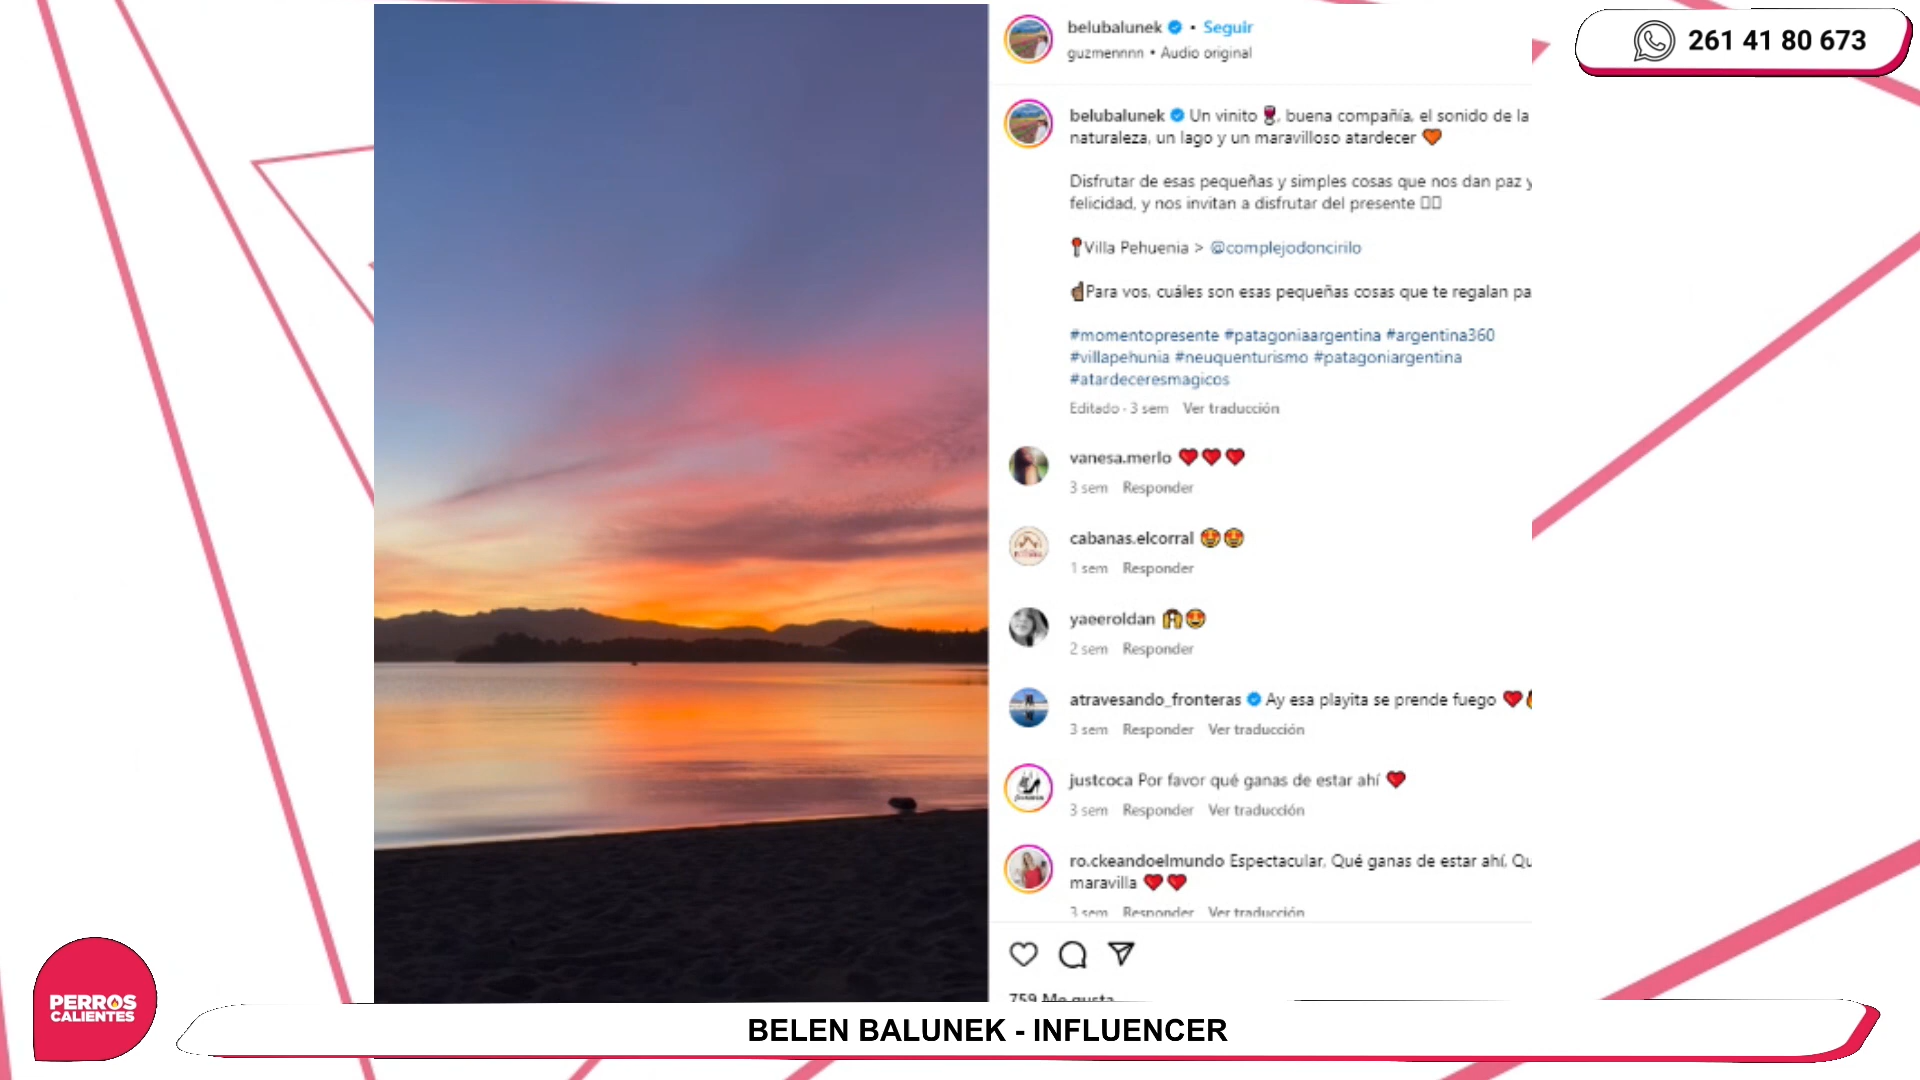 belubalunek • Seguir
guzmennnn • Audio original
261 41 80 673
belubalunek Un vinito 🍷, buena compañía, el sonido de la
naturaleza, un lago y un maravilloso atardecer 🧡
Disfrutar de esas pequeñas y simples cosas que nos dan paz y
felicidad, y nos invitan a disfrutar del presente
📍Villa Pehuenia > @complejodoncirilo
Para vos, cuáles son esas pequeñas cosas que te regalan pa
#momentopresente #patagoniaargentina #argentina360
#villapehunia #neuquenturismo #patagoniargentina
#atardeceresmagicos
Editado · 3 sem Ver traducción
vanesa.merlo ❤️❤️❤️
3 sem Responder
cabanas.elcorral 😍😍
1 sem Responder
yaeeroldan 🙌😍
2 sem Responder
atravesando_fronteras Ay esa playita se prende fuego ❤️
3 sem Responder Ver traducción
justcoca Por favor qué ganas de estar ahí ❤️
3 sem Responder Ver traducción
ro.ckeandoelmundo Espectacular, Qué ganas de estar ahí, Qu
maravilla ❤️❤️
3 sem Responder Ver traducción
759 Me gusta
PERROS
CALIENTES
BELEN BALUNEK - INFLUENCER